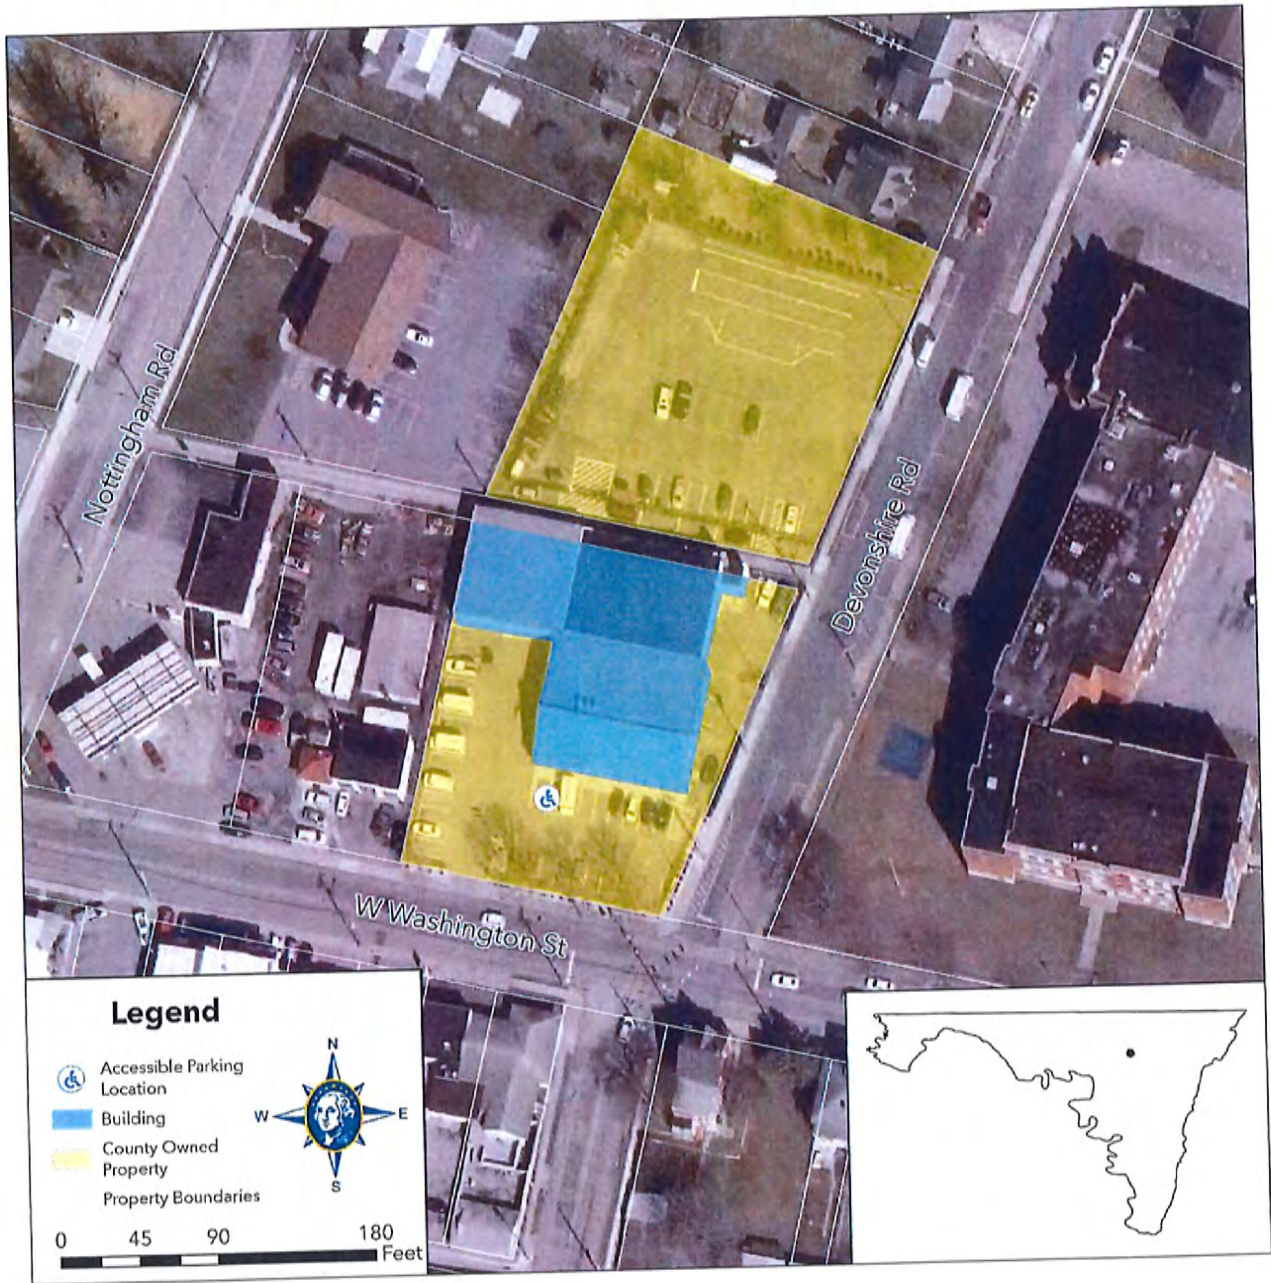 Nottingham Rd
Devonshire Rd
W Washington St
Legend
Accessible Parking
Location
Building
County Owned
Property
Property Boundaries
N
W
E
S
0 45 90 180
Feet